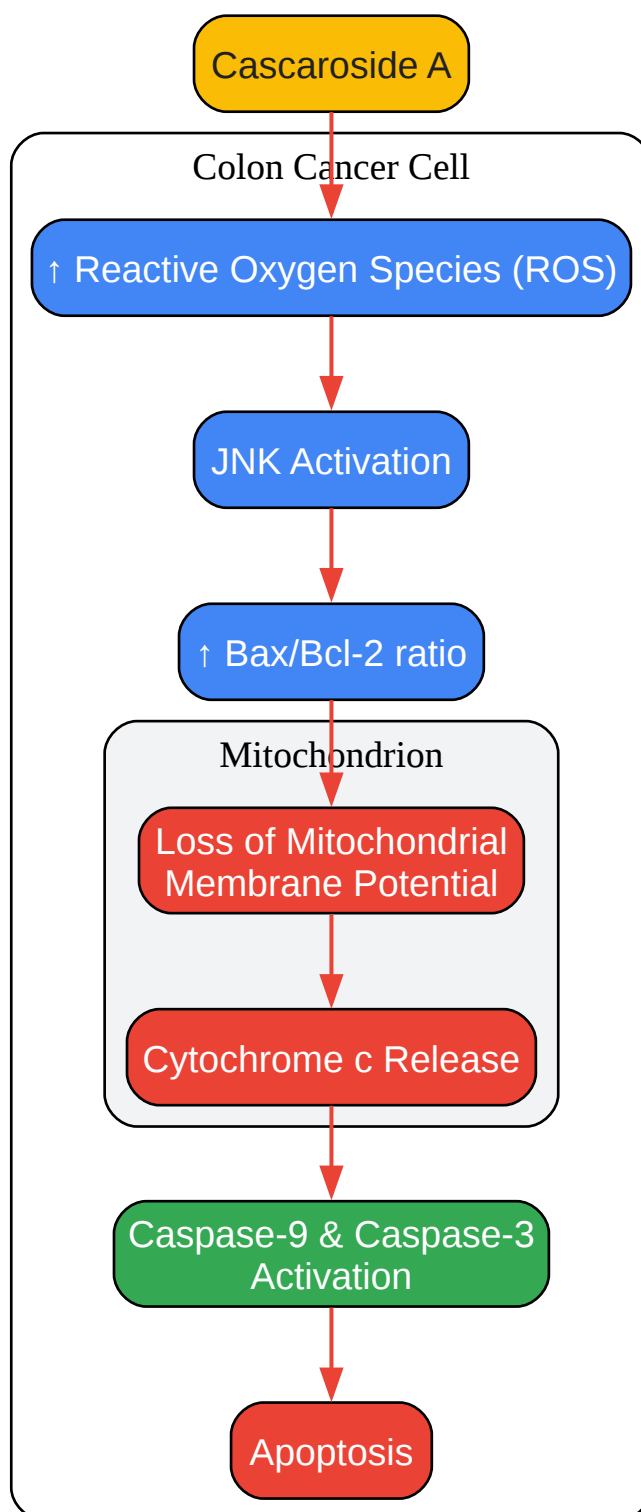 Cascaroside A
Colon Cancer Cell
↑ Reactive Oxygen Species (ROS)
JNK Activation
↑ Bax/Bcl-2 ratio
Mitochondrion
Loss of Mitochondrial
Membrane Potential
Cytochrome c Release
Caspase-9 & Caspase-3
Activation
Apoptosis